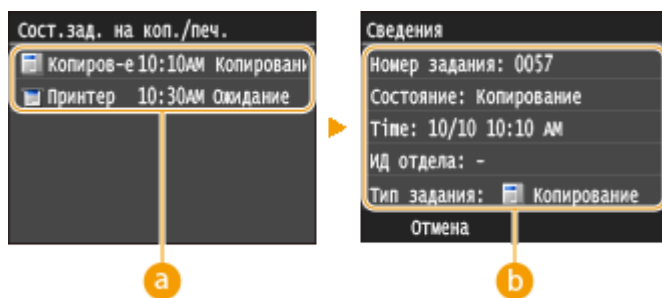 Сост.зад. на коп./печ.
Копиров-е 10:10AM Копировани
Принтер 10:30AM Ожидание
a
Сведения
Номер задания: 0057
Состояние: Копирование
Time: 10/10 10:10 AM
ИД отдела: -
Тип задания: Копирование
Отмена
b